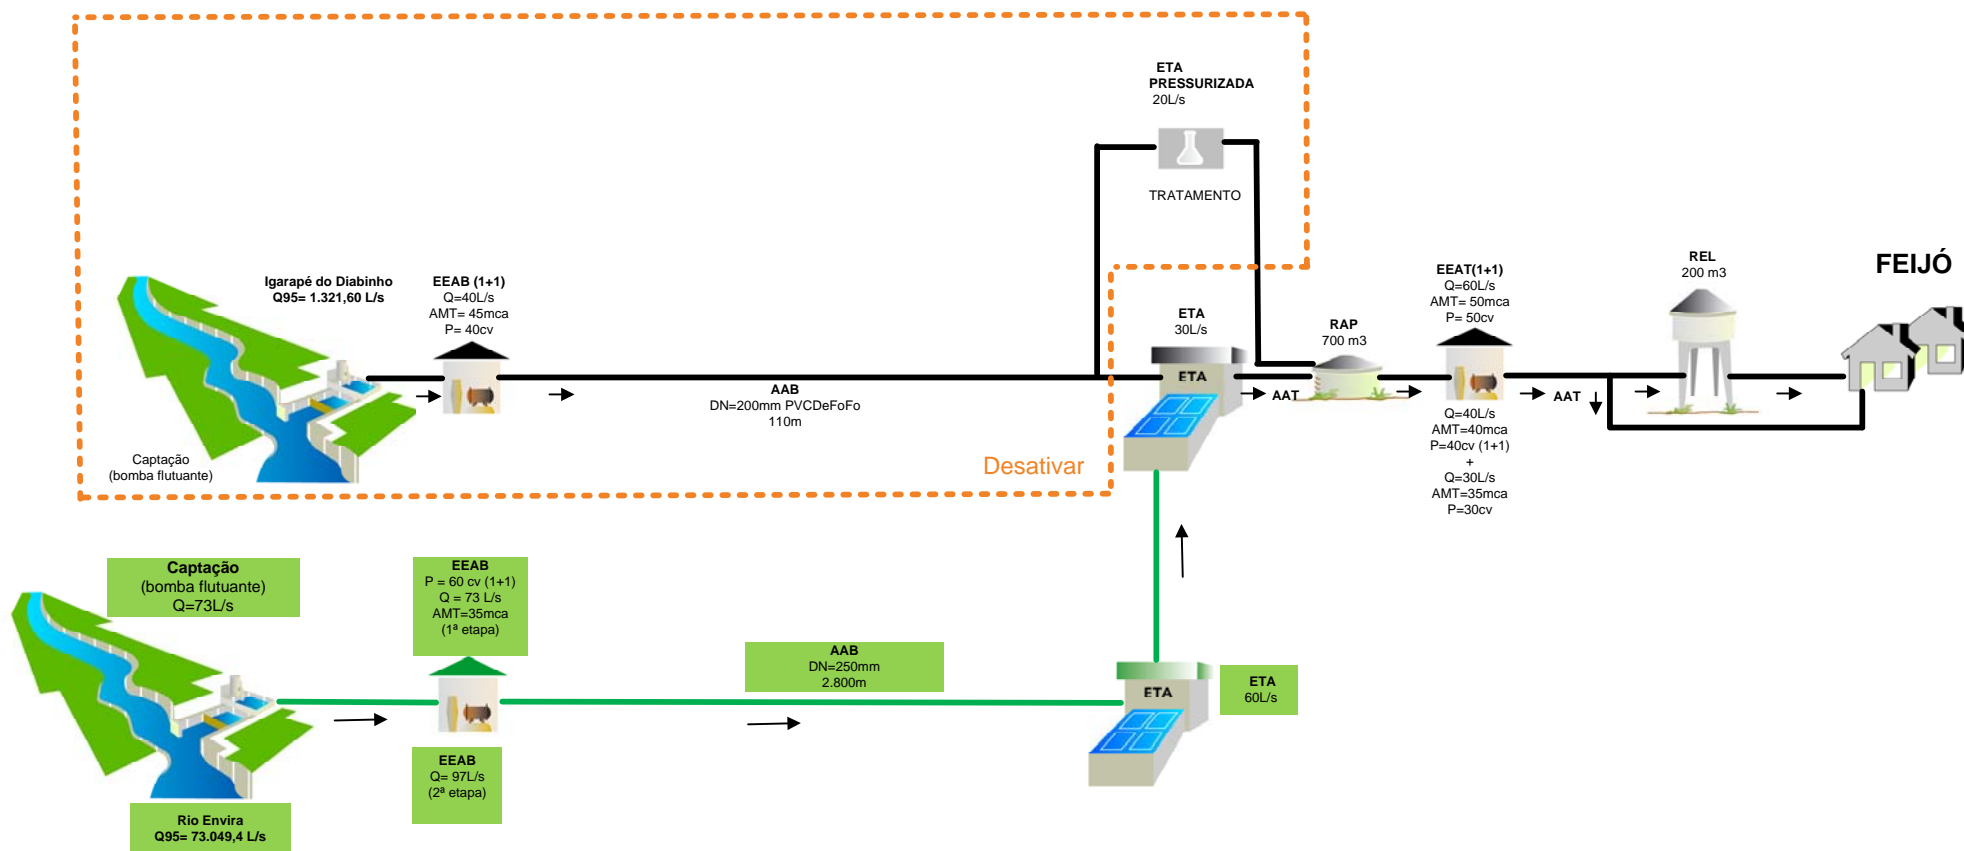 ETA
PRESSURIZADA
20L/s
TRATAMENTO
Igarapé do Diabinho
Q95= 1.321,60 L/s
EEAB (1+1)
Q=40L/s
AMT= 45mca
P= 40cv
Captação
(bomba flutuante)
AAB
DN=200mm PVCDeFoFo
110m
Desativar
ETA
30L/s
ETA
AAT
RAP
700 m3
EEAT(1+1)
Q=60L/s
AMT= 50mca
P= 50cv
Q=40L/s
AMT=40mca
P=40cv (1+1)
+
Q=30L/s
AMT=35mca
P=30cv
AAT
REL
200 m3
FEIJÓ
Captação
(bomba flutuante)
Q=73L/s
EEAB
P = 60 cv (1+1)
Q = 73 L/s
AMT=35mca
(1ª etapa)
AAB
DN=250mm
2.800m
ETA
ETA
60L/s
EEAB
Q= 97L/s
(2ª etapa)
Rio Envira
Q95= 73.049,4 L/s